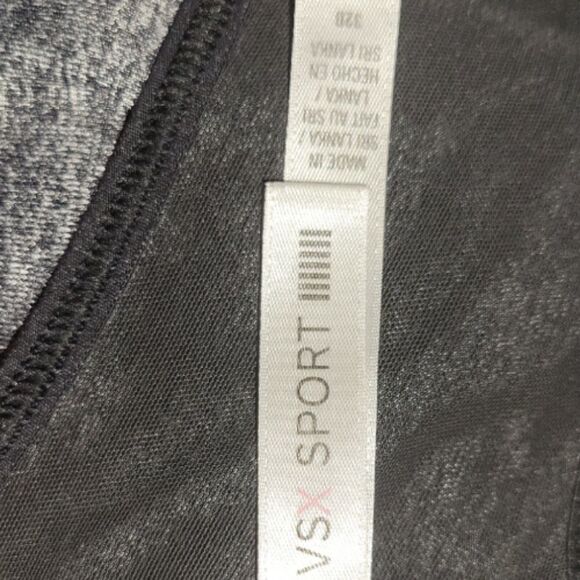 VSX SPORT
MADE IN
SRI LANKA /
FAIT AU SRI
LANKA /
HECHO EN
SRI LANKA
32B